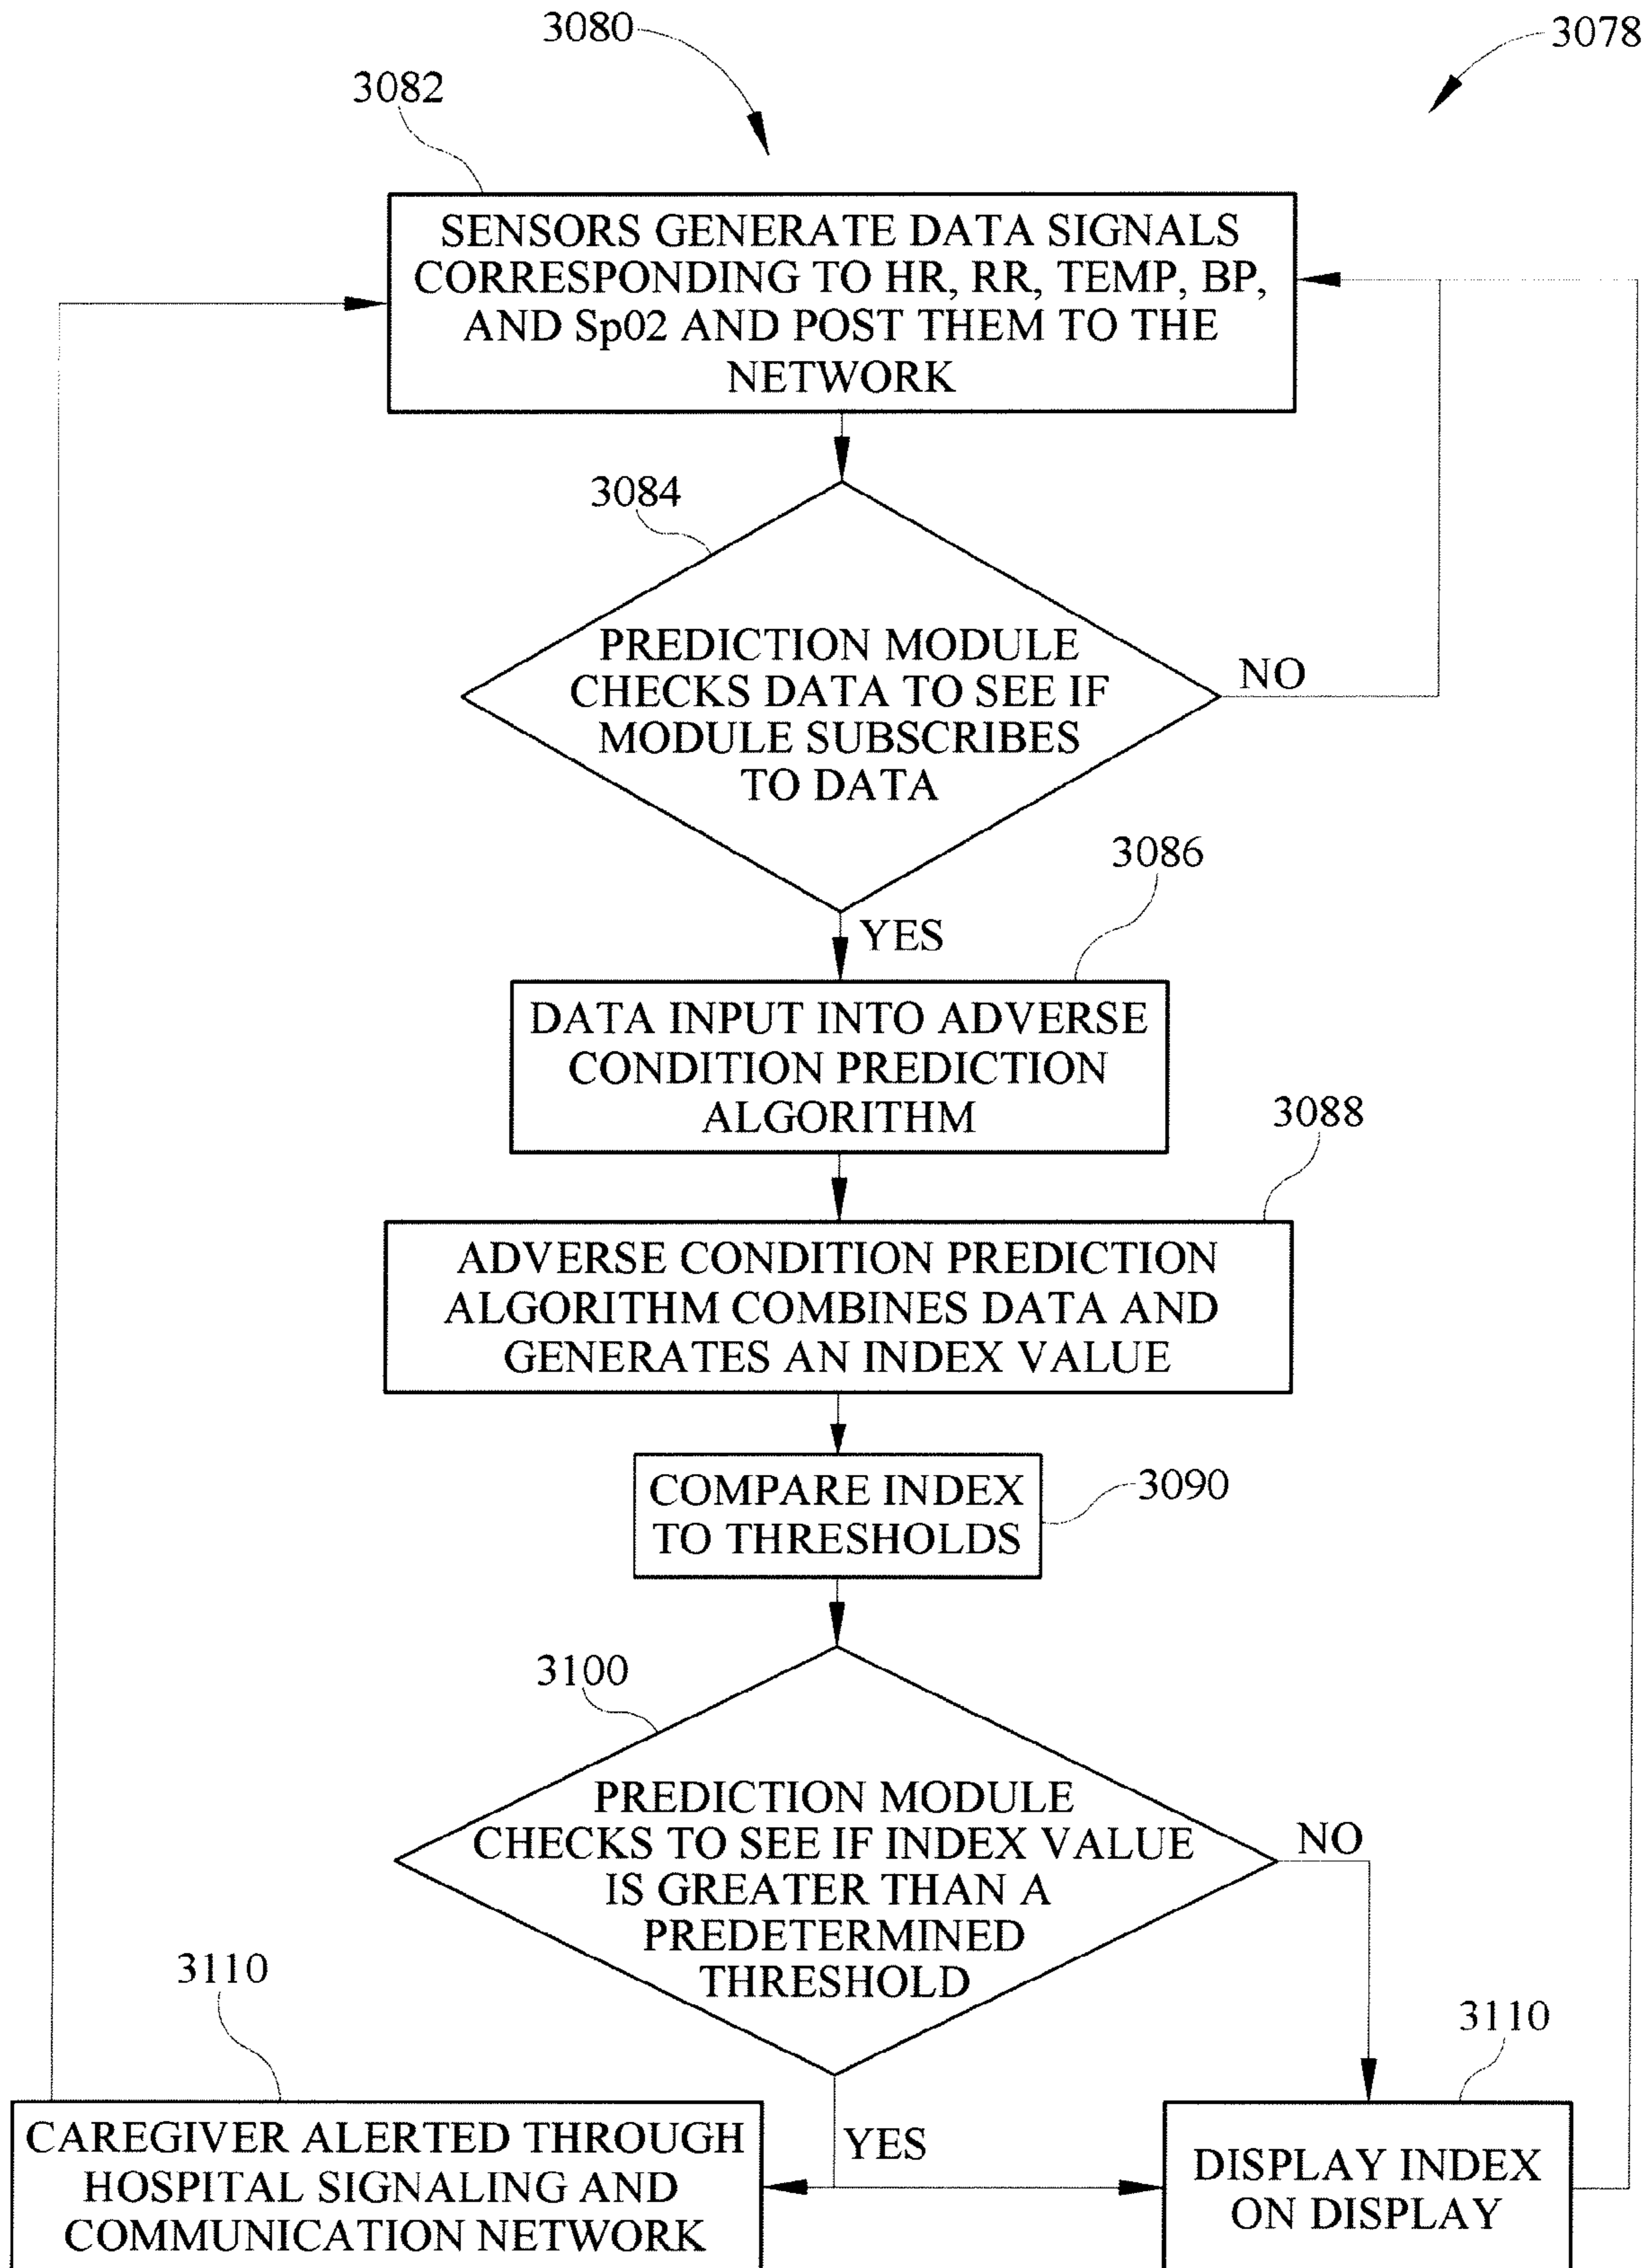 3080
3078
3082
SENSORS GENERATE DATA SIGNALS
CORRESPONDING TO HR, RR, TEMP, BP,
AND Sp02 AND POST THEM TO THE
NETWORK
3084
PREDICTION MODULE
CHECKS DATA TO SEE IF
MODULE SUBSCRIBES
TO DATA
NO
3086
YES
DATA INPUT INTO ADVERSE
CONDITION PREDICTION
ALGORITHM
3088
ADVERSE CONDITION PREDICTION
ALGORITHM COMBINES DATA AND
GENERATES AN INDEX VALUE
COMPARE INDEX
TO THRESHOLDS
3090
3100
PREDICTION MODULE
CHECKS TO SEE IF INDEX VALUE
IS GREATER THAN A
PREDETERMINED
THRESHOLD
NO
3110
3110
CAREGIVER ALERTED THROUGH
HOSPITAL SIGNALING AND
COMMUNICATION NETWORK
YES
DISPLAY INDEX
ON DISPLAY